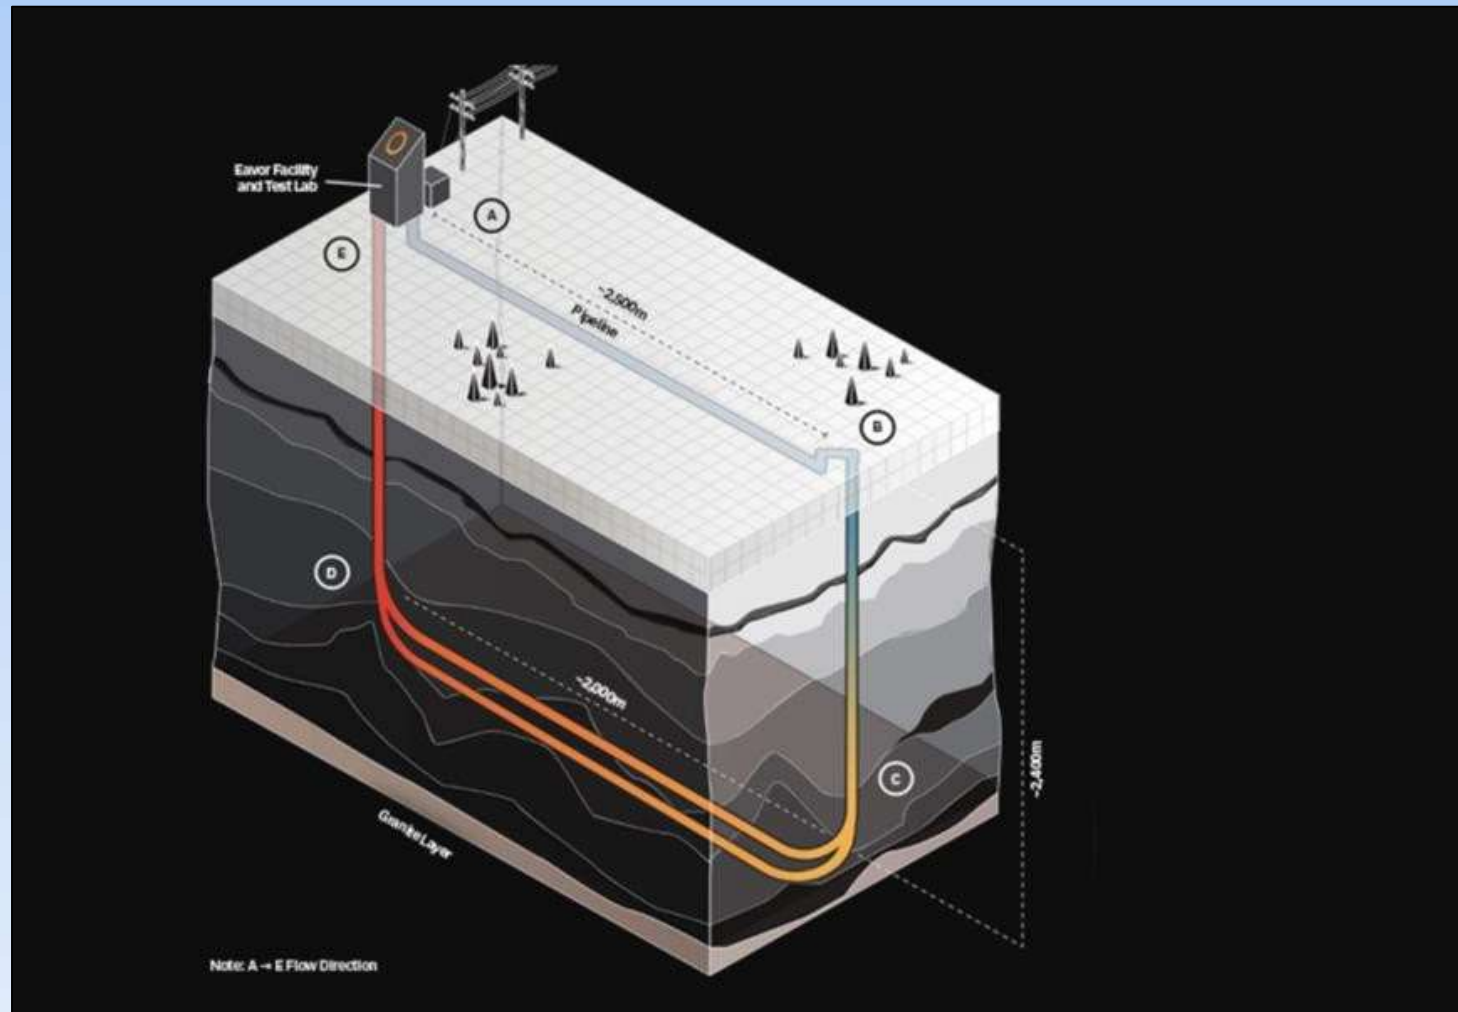 Eavor Facility
and Test Lab
A
E
~2,500m
Pipeline
B
D
~2,000m
C
~2,400m
Granite Layer
Note: A → E Flow Direction